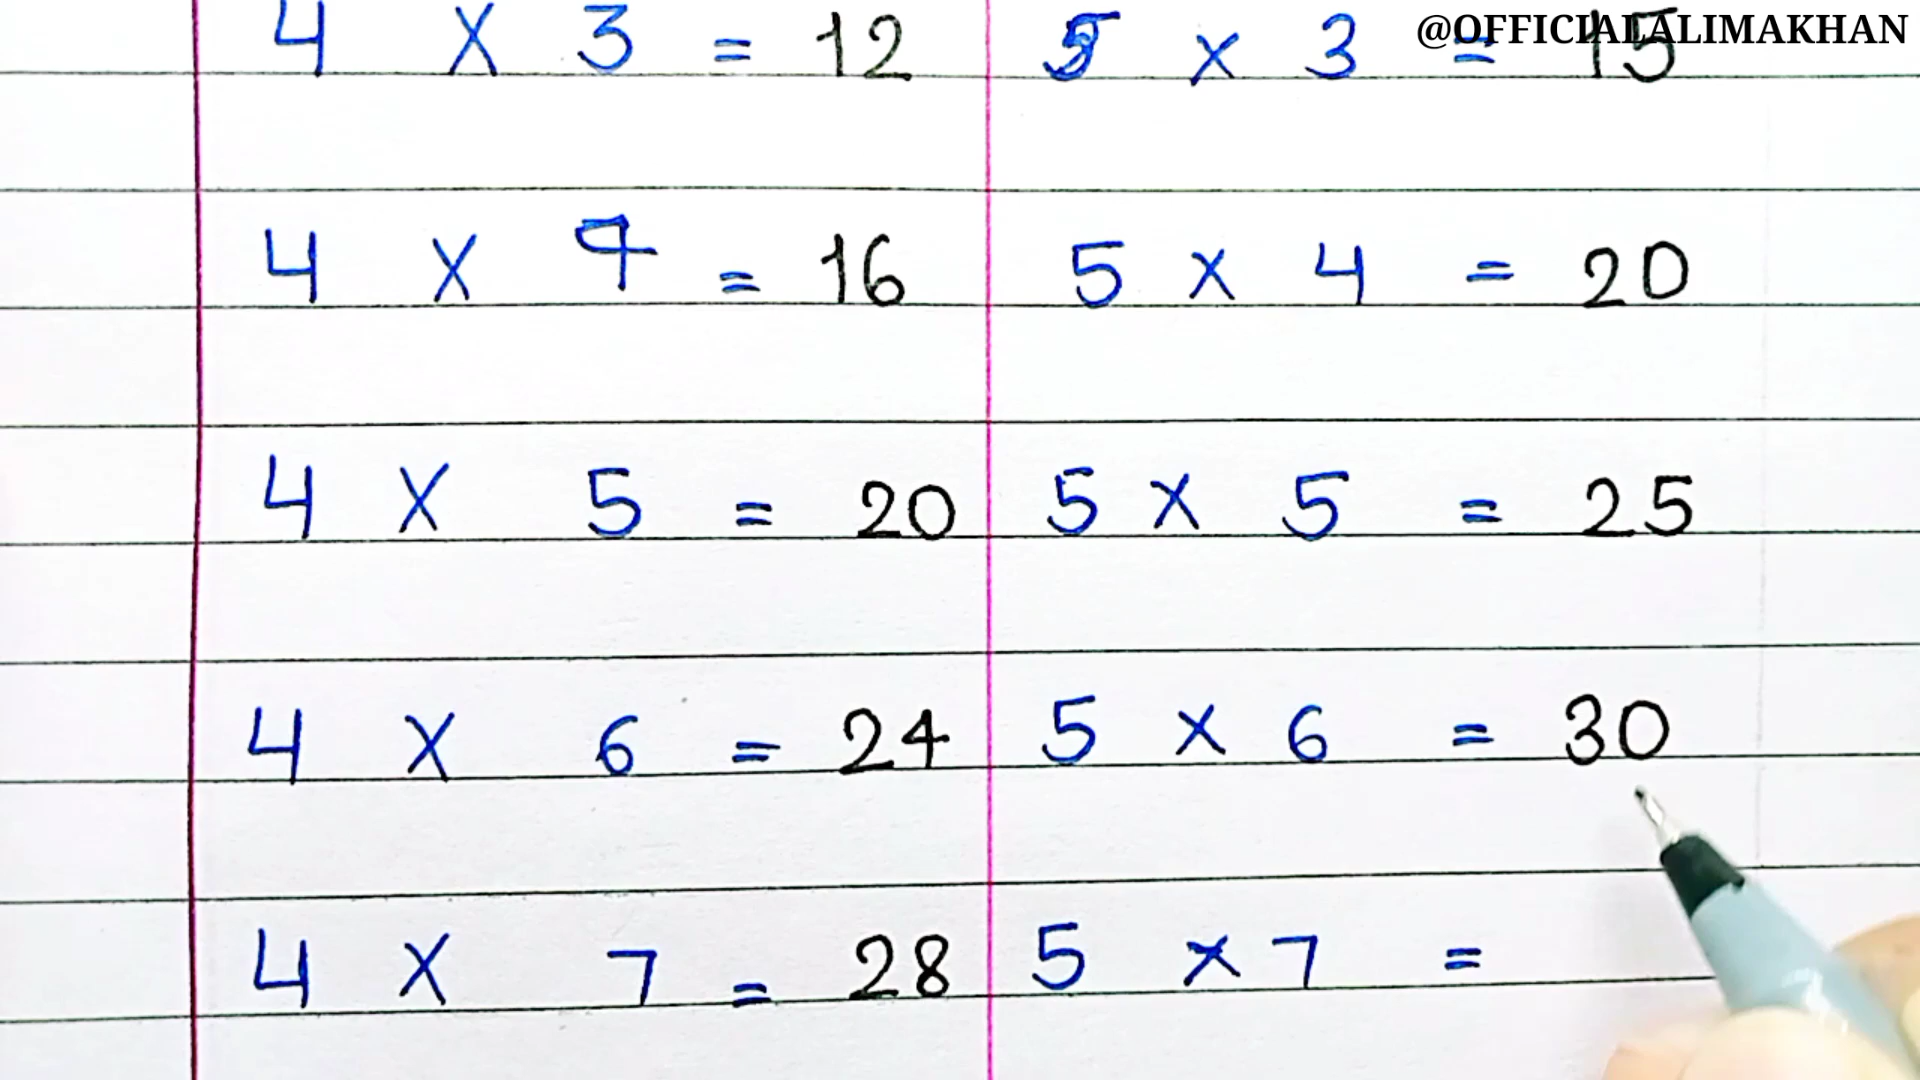 @OFFICIALALIMAKHAN
4 X 3 = 12 5 x 3 = 15
4 X 4 = 16 5 x 4 = 20
4 X 5 = 20 5 X 5 = 25
4 X 6 = 24 5 X 6 = 30
4 X 7 = 28 5 x 7 =